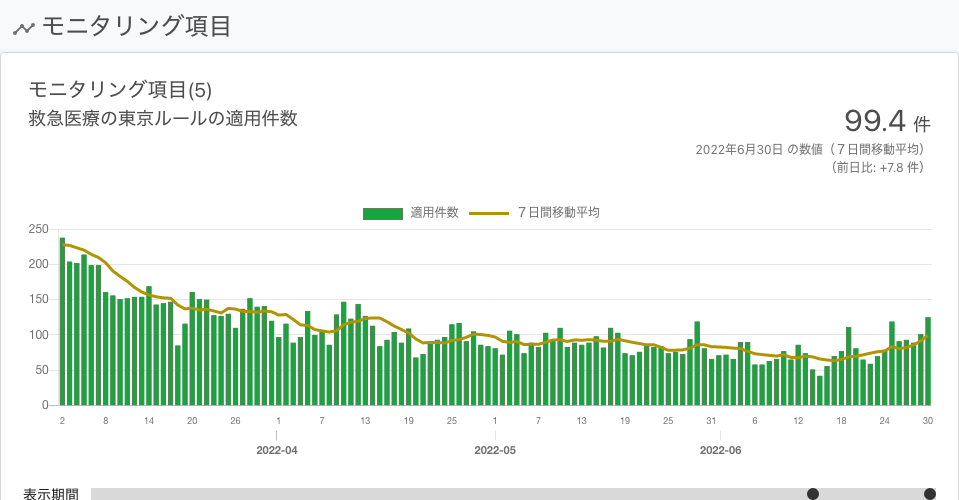 モニタリング項目
モニタリング項目(5)
救急医療の東京ルールの適用件数
99.4 件
2022年6月30日 の数値（７日間移動平均）
（前日比: +7.8 件）
適用件数 ７日間移動平均
250
200
150
100
50
0
2 8 14 20 26 1 7 13 19 25 1 7 13 19 25 31 6 12 18 24 30
2022-04 2022-05 2022-06
表示期間